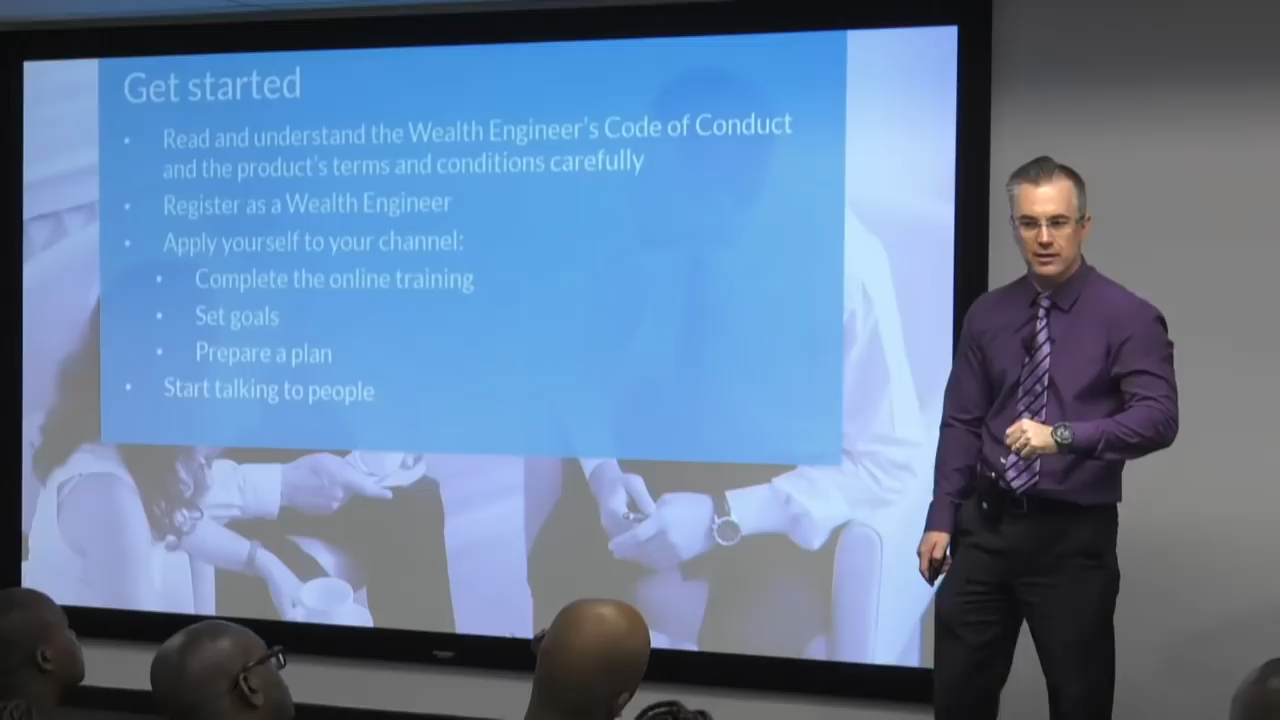 Get started
• Read and understand the Wealth Engineer's Code of Conduct
and the product's terms and conditions carefully
• Register as a Wealth Engineer
• Apply yourself to your channel:
• Complete the online training
• Set goals
• Prepare a plan
• Start talking to people